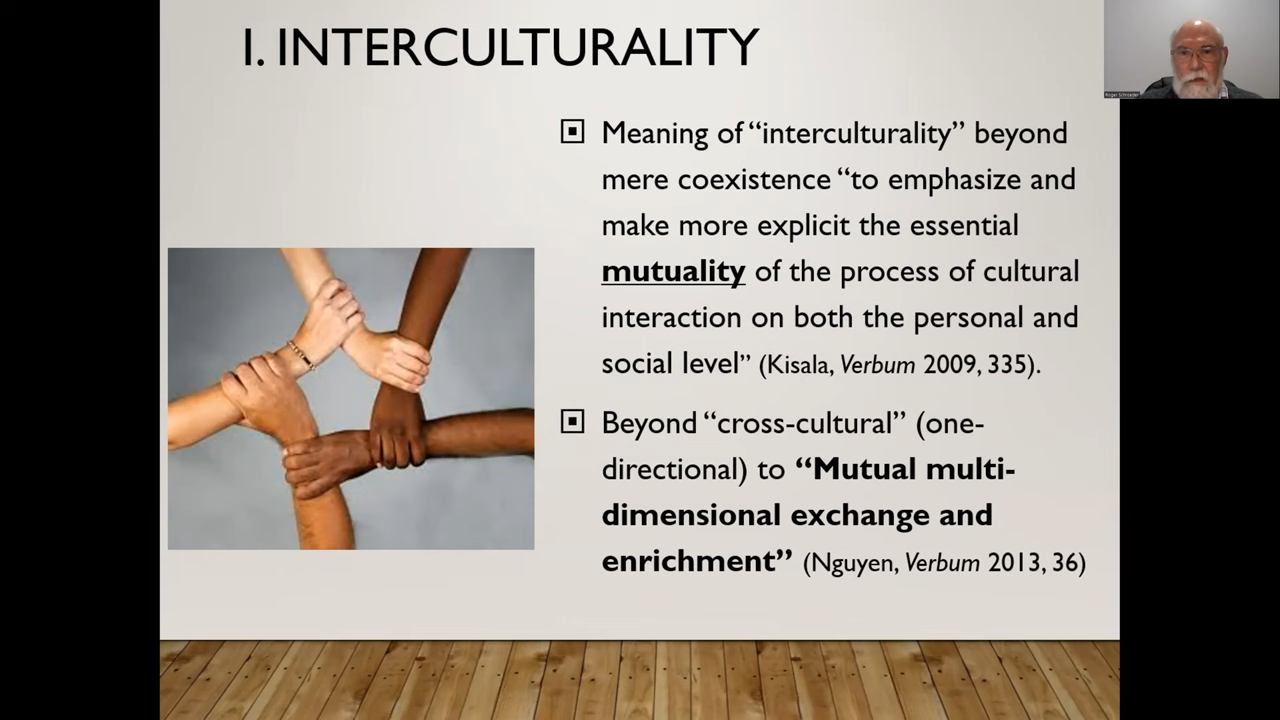 I. INTERCULTURALITY
Roger Schroeder
Meaning of “interculturality” beyond
mere coexistence “to emphasize and
make more explicit the essential
mutuality of the process of cultural
interaction on both the personal and
social level” (Kisala, Verbum 2009, 335).
Beyond “cross-cultural” (one-
directional) to “Mutual multi-
dimensional exchange and
enrichment” (Nguyen, Verbum 2013, 36)